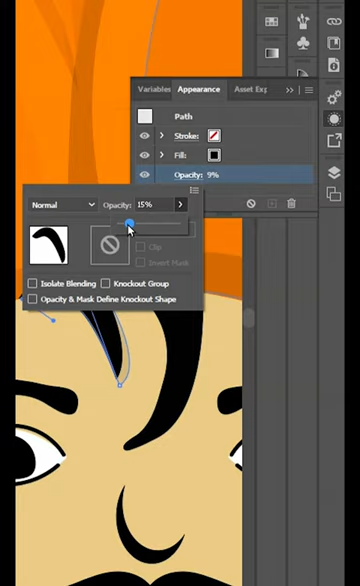 Variables Appearance Asset Exp
Path
Stroke:
Fill:
Opacity: 9%
Normal Opacity: 15%
Clip
Invert Mask
Isolate Blending Knockout Group
Opacity & Mask Define Knockout Shape